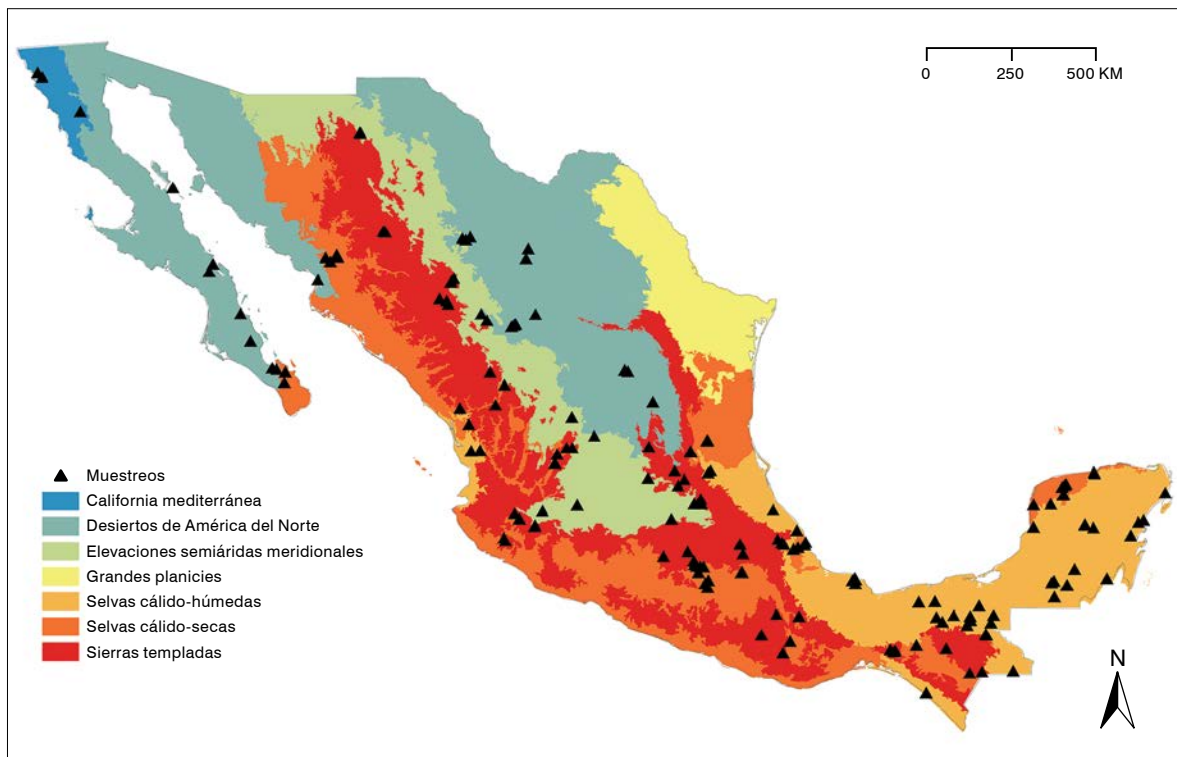 0 250 500 KM
Muestreos
California mediterránea
Desiertos de América del Norte
Elevaciones semiáridas meridionales
Grandes planicies
Selvas cálido-húmedas
Selvas cálido-secas
Sierras templadas
N